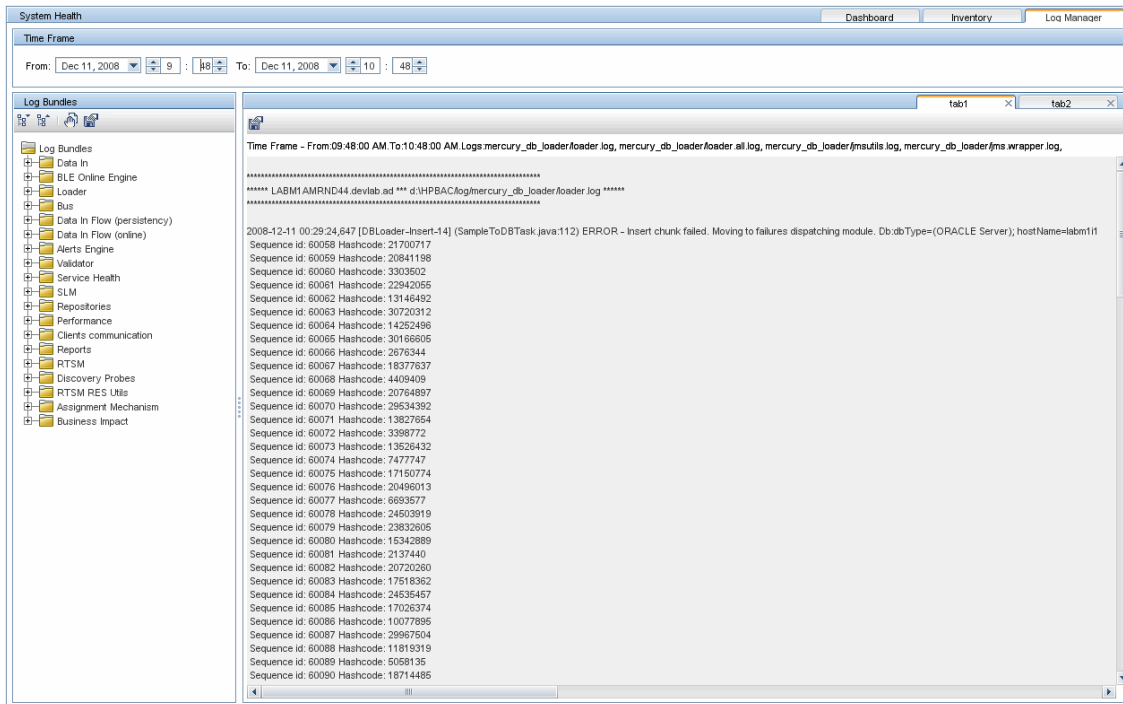 System Health
Dashboard
Inventory
Log Manager
Time Frame
From: Dec 11, 2008 9 : 48 To: Dec 11, 2008 10 : 48
Log Bundles
tab1
tab2
Log Bundles
Data In
BLE Online Engine
Loader
Bus
Data In Flow (persistency)
Data In Flow (online)
Alerts Engine
Validator
Service Health
SLM
Repositories
Performance
Clients communication
Reports
RTSM
Discovery Probes
RTSM RES Utils
Assignment Mechanism
Business Impact
Time Frame - From:09:48:00 AM.To:10:48:00 AM.Logs:mercury_db_loader/loader.log, mercury_db_loader/loader.all.log, mercury_db_loader/jmsutils.log, mercury_db_loader/jms.wrapper.log,
****** LABM1AMRND44.devlab.ad *** d:\HPBAC/log/mercury_db_loader/loader.log ******
2008-12-11 00:29:24,647 [DBLoader-Insert-14] (SampleToDBTask.java:112) ERROR - Insert chunk failed. Moving to failures dispatching module. Db:dbType=(ORACLE Server); hostName=labm1i1
Sequence id: 60058 Hashcode: 21700717
Sequence id: 60059 Hashcode: 20841198
Sequence id: 60060 Hashcode: 3303502
Sequence id: 60061 Hashcode: 22942055
Sequence id: 60062 Hashcode: 13146492
Sequence id: 60063 Hashcode: 30720312
Sequence id: 60064 Hashcode: 14252496
Sequence id: 60065 Hashcode: 30166605
Sequence id: 60066 Hashcode: 2676344
Sequence id: 60067 Hashcode: 18377637
Sequence id: 60068 Hashcode: 4409409
Sequence id: 60069 Hashcode: 20764897
Sequence id: 60070 Hashcode: 29534392
Sequence id: 60071 Hashcode: 13827654
Sequence id: 60072 Hashcode: 3398772
Sequence id: 60073 Hashcode: 13526432
Sequence id: 60074 Hashcode: 7477747
Sequence id: 60075 Hashcode: 17150774
Sequence id: 60076 Hashcode: 20496013
Sequence id: 60077 Hashcode: 6693577
Sequence id: 60078 Hashcode: 24503919
Sequence id: 60079 Hashcode: 23832605
Sequence id: 60080 Hashcode: 15342889
Sequence id: 60081 Hashcode: 2137440
Sequence id: 60082 Hashcode: 20720260
Sequence id: 60083 Hashcode: 17518362
Sequence id: 60084 Hashcode: 24535457
Sequence id: 60085 Hashcode: 17026374
Sequence id: 60086 Hashcode: 10077895
Sequence id: 60087 Hashcode: 29967504
Sequence id: 60088 Hashcode: 11819319
Sequence id: 60089 Hashcode: 5058135
Sequence id: 60090 Hashcode: 18714485